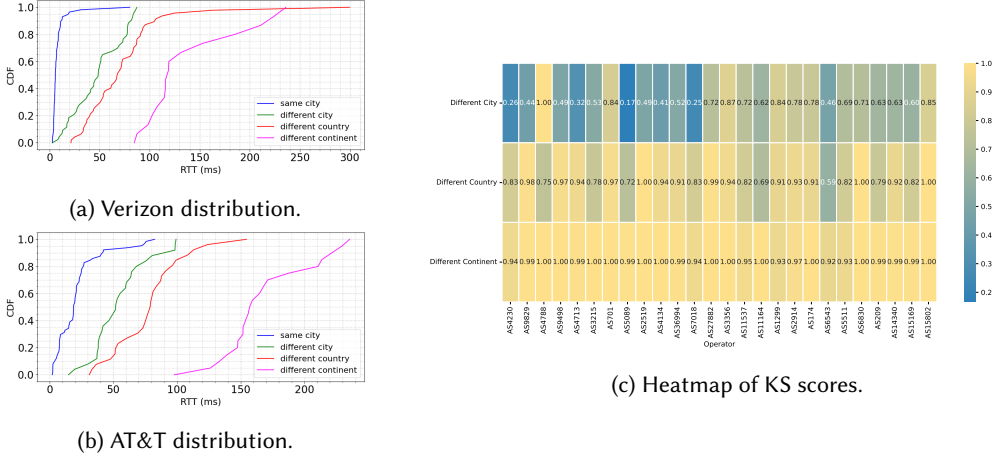 CDF
1.0
0.8
0.6
0.4
0.2
0.0
same city
different city
different country
different continent
0 50 100 150 200 250 300
RTT (ms)
(a) Verizon distribution.
CDF
1.0
0.8
0.6
0.4
0.2
0.0
same city
different city
different country
different continent
0 50 100 150 200
RTT (ms)
(b) AT&T distribution.
Different City 0.26 0.44 1.00 0.49 0.32 0.53 0.84 0.17 0.49 0.41 0.52 0.25 0.72 0.87 0.72 0.62 0.84 0.78 0.78 0.46 0.69 0.71 0.63 0.63 0.60 0.85
Different Country 0.83 0.98 0.75 0.97 0.94 0.78 0.97 0.72 1.00 0.94 0.91 0.83 0.99 0.94 0.82 0.69 0.91 0.93 0.91 0.59 0.82 1.00 0.79 0.92 0.82 1.00
Different Continent 0.94 0.99 1.00 1.00 1.00 1.00 1.00 0.99 1.00 0.99 0.99 0.94 1.00 1.00 0.95 1.00 0.93 0.97 1.00 0.92 0.93 1.00 0.99 0.99 0.99 1.00
AS4230 AS9829 AS4788 AS9498 AS4713 AS3215 AS701 AS5089 AS2519 AS4134 AS36994 AS7018 AS27882 AS3356 AS11537 AS11164 AS1299 AS2914 AS174 AS6543 AS5511 AS6830 AS209 AS14340 AS15169 AS15802
Operator
1.0
0.9
0.8
0.7
0.6
0.5
0.4
0.3
0.2
(c) Heatmap of KS scores.